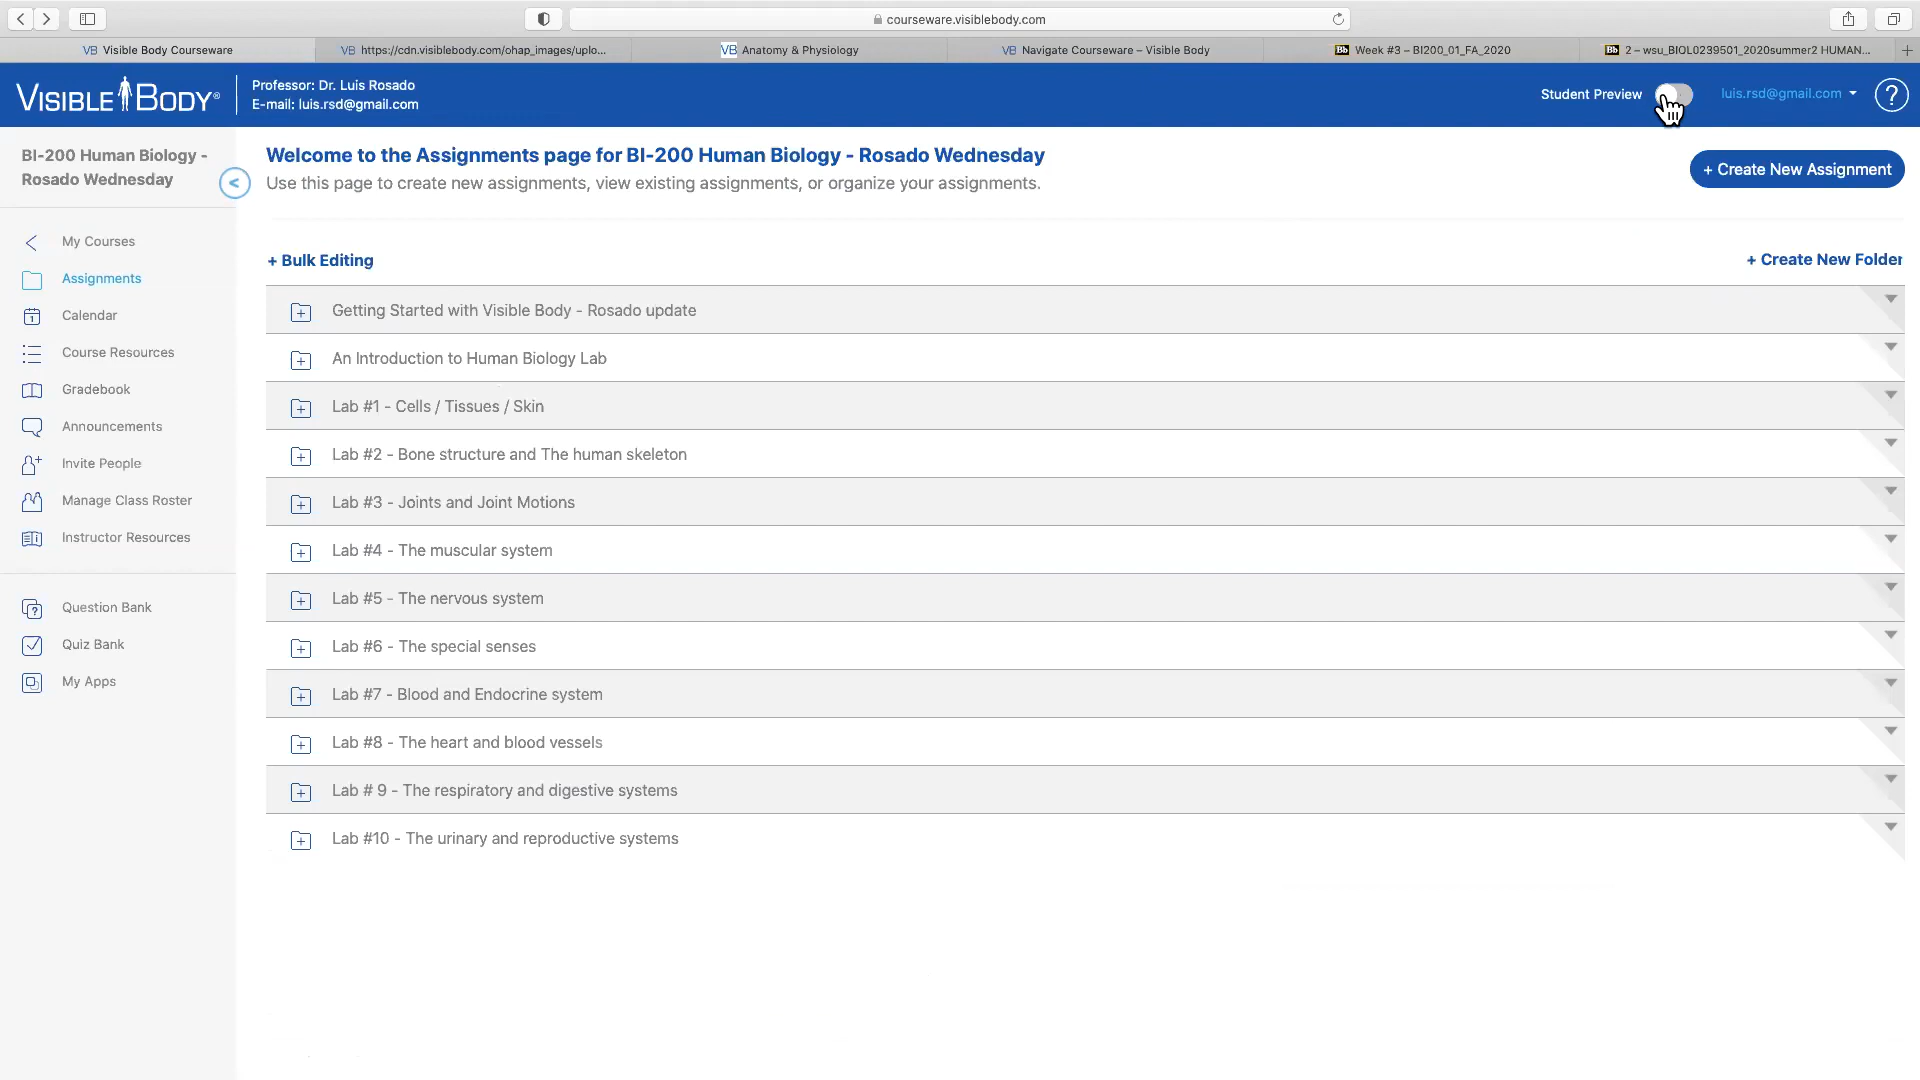 courseware.visiblebody.com
VB Visible Body Courseware
VB https://cdn.visiblebody.com/ohap_images/uplo...
VB Anatomy & Physiology
VB Navigate Courseware – Visible Body
Bb Week #3 – BI200_01_FA_2020
Bb 2 – wsu_BIOL0239501_2020summer2 HUMAN...
VISIBLE BODY®
Professor: Dr. Luis Rosado
E-mail: luis.rsd@gmail.com
Student Preview
luis.rsd@gmail.com
?
BI-200 Human Biology -
Rosado Wednesday
<
Welcome to the Assignments page for BI-200 Human Biology - Rosado Wednesday
Use this page to create new assignments, view existing assignments, or organize your assignments.
+ Create New Assignment
My Courses
Assignments
Calendar
Course Resources
Gradebook
Announcements
Invite People
Manage Class Roster
Instructor Resources
Question Bank
Quiz Bank
My Apps
+ Bulk Editing
+ Create New Folder
Getting Started with Visible Body - Rosado update
An Introduction to Human Biology Lab
Lab #1 - Cells / Tissues / Skin
Lab #2 - Bone structure and The human skeleton
Lab #3 - Joints and Joint Motions
Lab #4 - The muscular system
Lab #5 - The nervous system
Lab #6 - The special senses
Lab #7 - Blood and Endocrine system
Lab #8 - The heart and blood vessels
Lab # 9 - The respiratory and digestive systems
Lab #10 - The urinary and reproductive systems